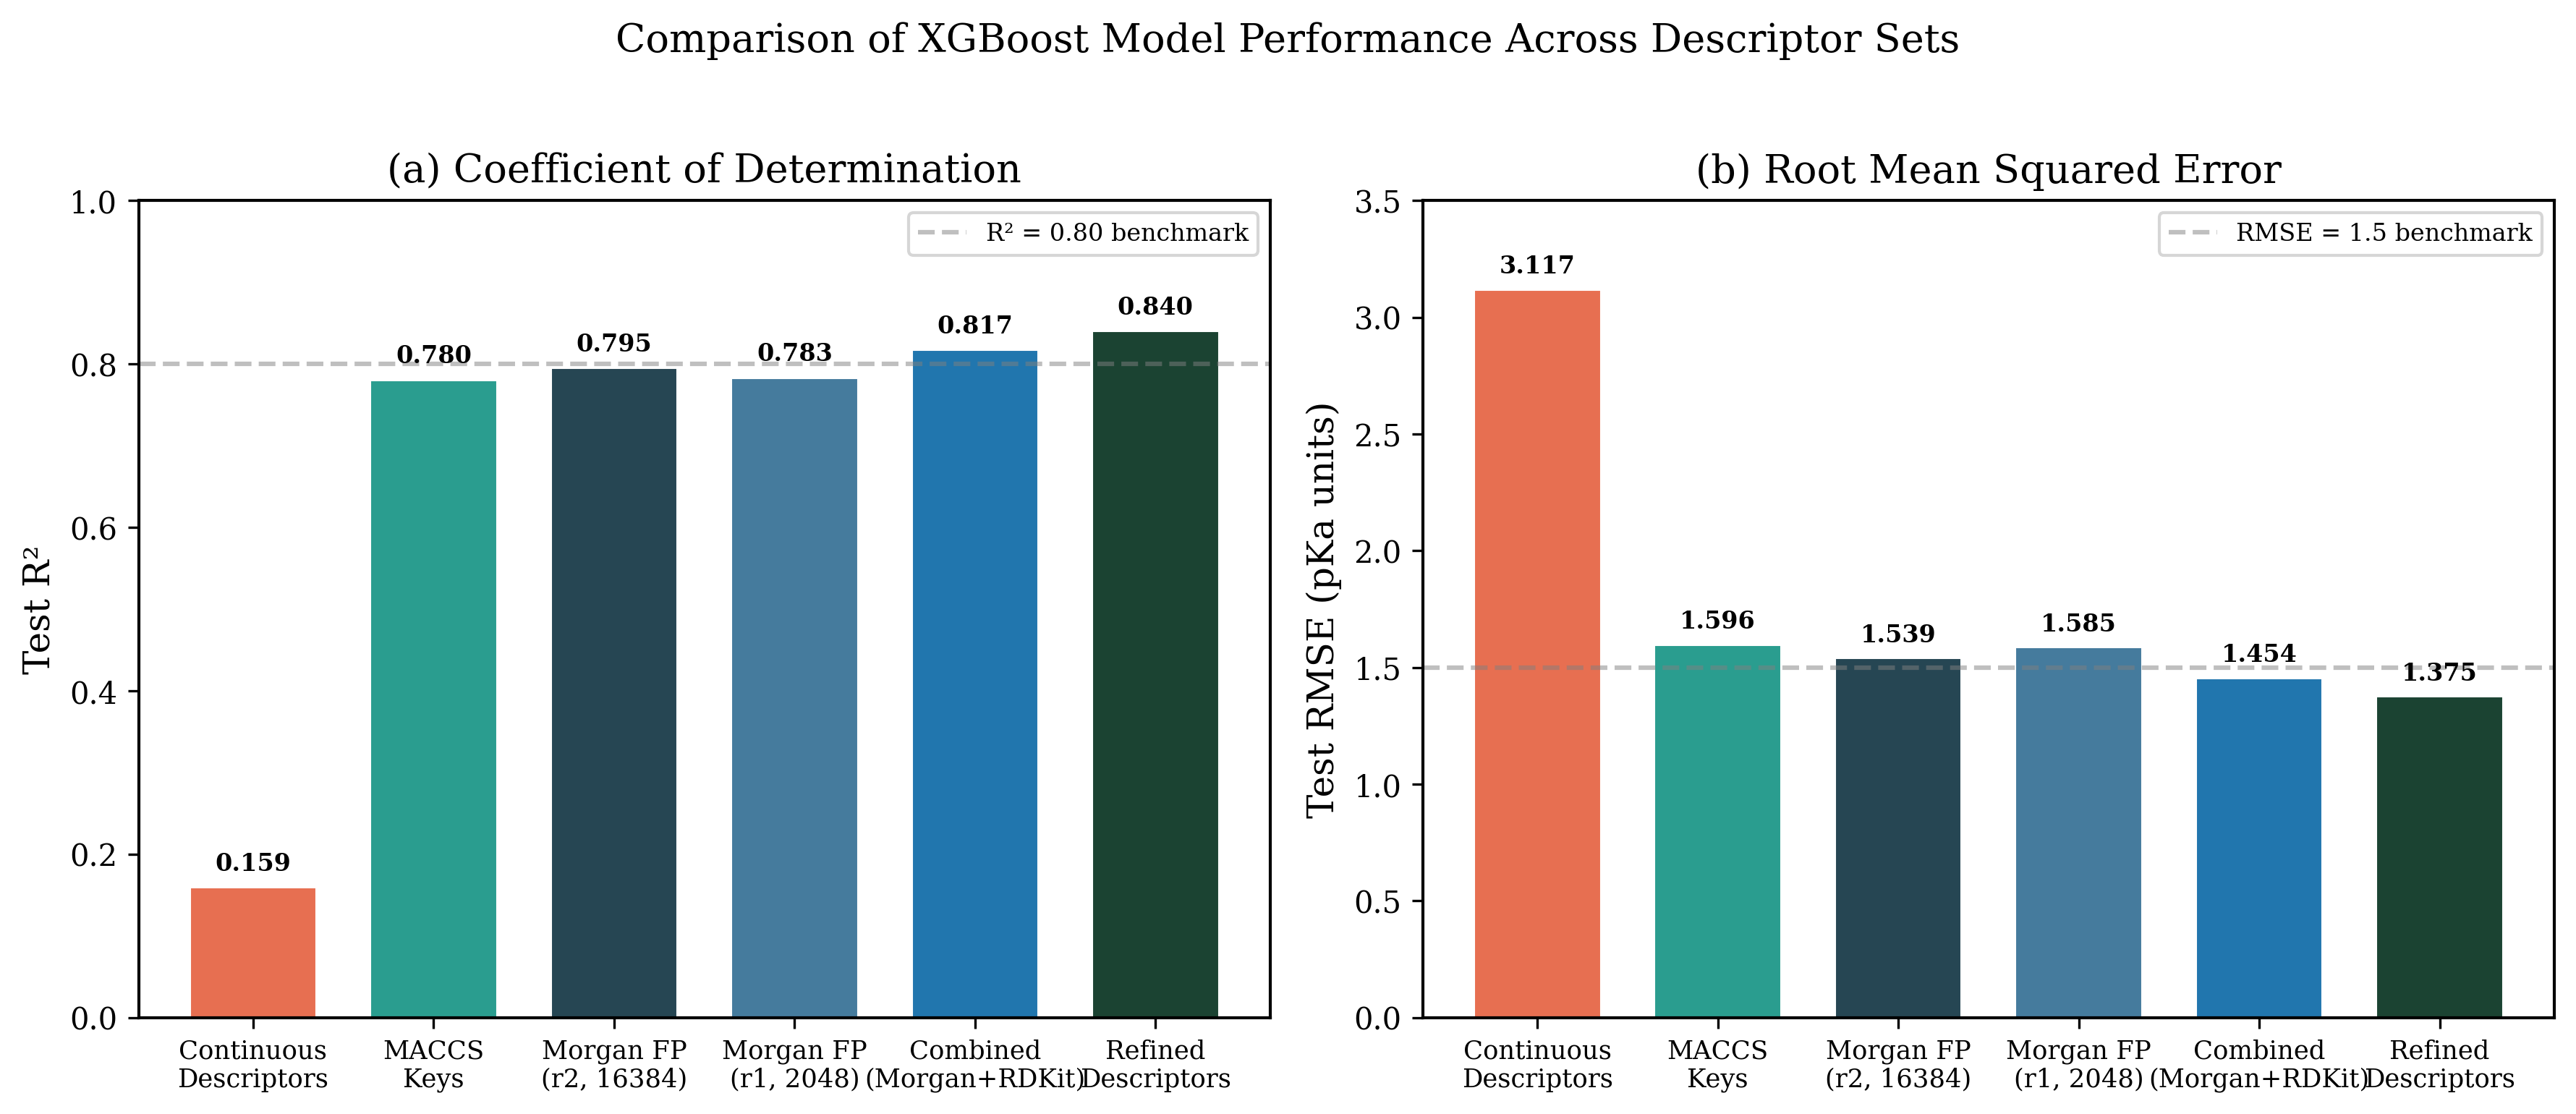 Comparison of XGBoost Model Performance Across Descriptor Sets
(a) Coefficient of Determination
R² = 0.80 benchmark
Test R²
1.0
0.8
0.6
0.4
0.2
0.0
0.159
0.780
0.795
0.783
0.817
0.840
Continuous
Descriptors
MACCS
Keys
Morgan FP
(r2, 16384)
Morgan FP
(r1, 2048)
Combined
(Morgan+RDKit)
Refined
Descriptors
(b) Root Mean Squared Error
RMSE = 1.5 benchmark
Test RMSE (pKa units)
3.5
3.0
2.5
2.0
1.5
1.0
0.5
0.0
3.117
1.596
1.539
1.585
1.454
1.375
Continuous
Descriptors
MACCS
Keys
Morgan FP
(r2, 16384)
Morgan FP
(r1, 2048)
Combined
(Morgan+RDKit)
Refined
Descriptors